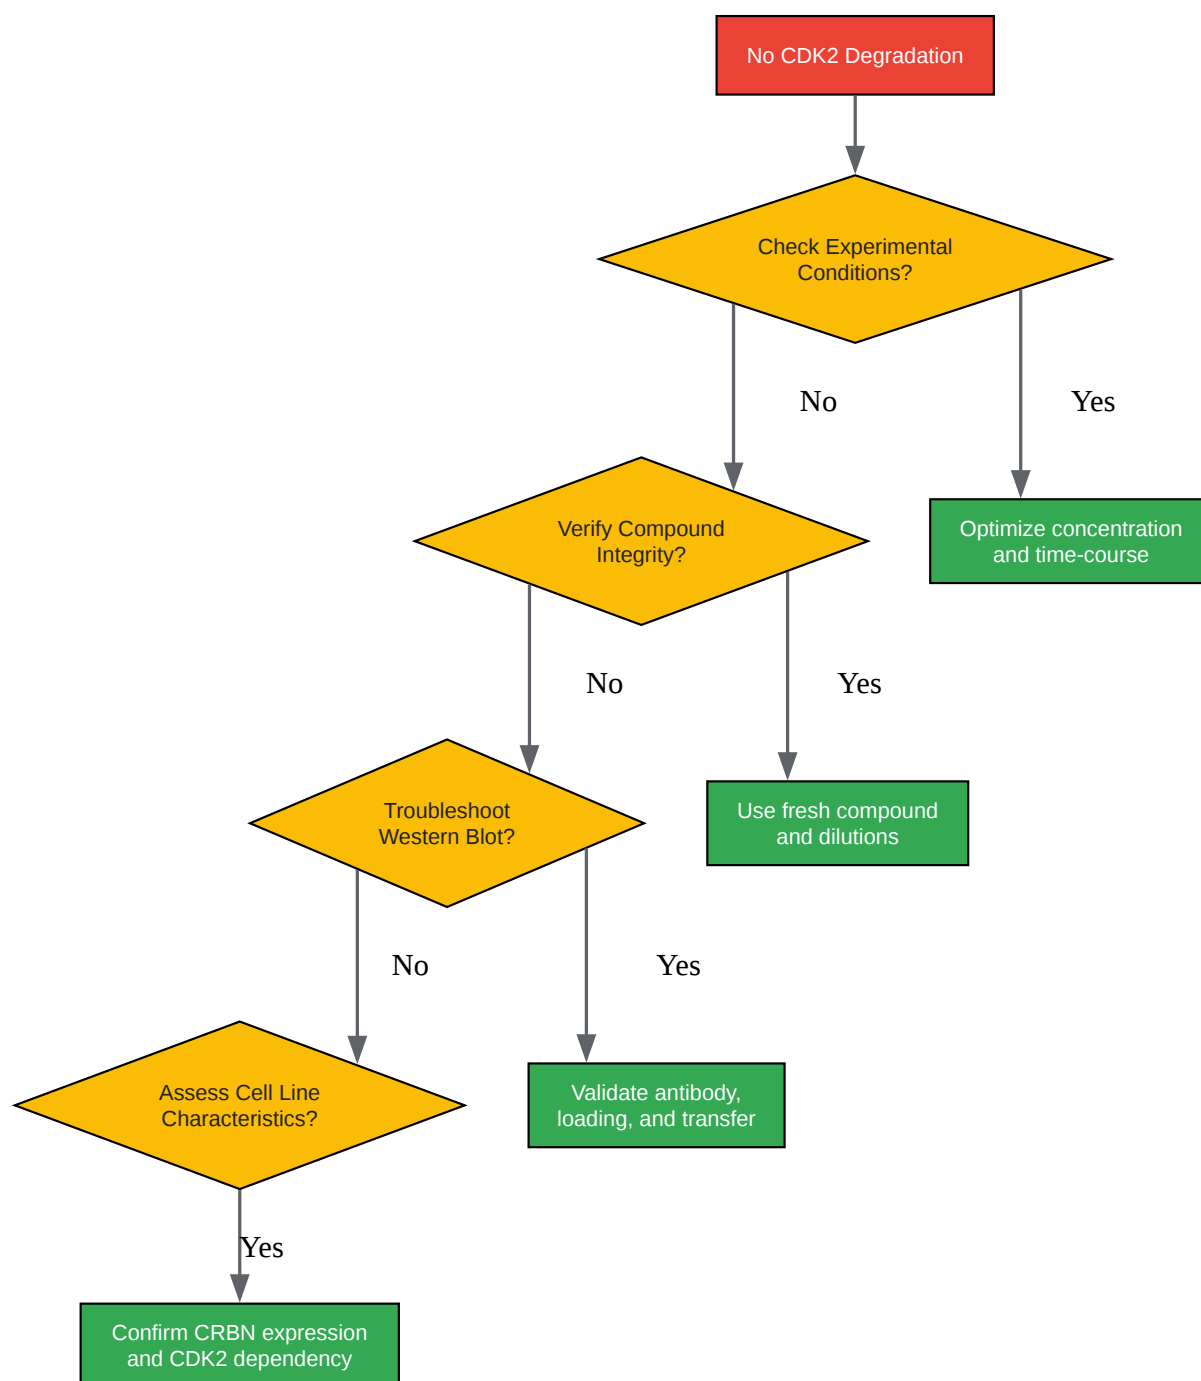 No CDK2 Degradation
Check Experimental
Conditions?
No
Yes
Verify Compound
Integrity?
Optimize concentration
and time-course
No
Yes
Troubleshoot
Western Blot?
Use fresh compound
and dilutions
No
Yes
Assess Cell Line
Characteristics?
Validate antibody,
loading, and transfer
Yes
Confirm CRBN expression
and CDK2 dependency